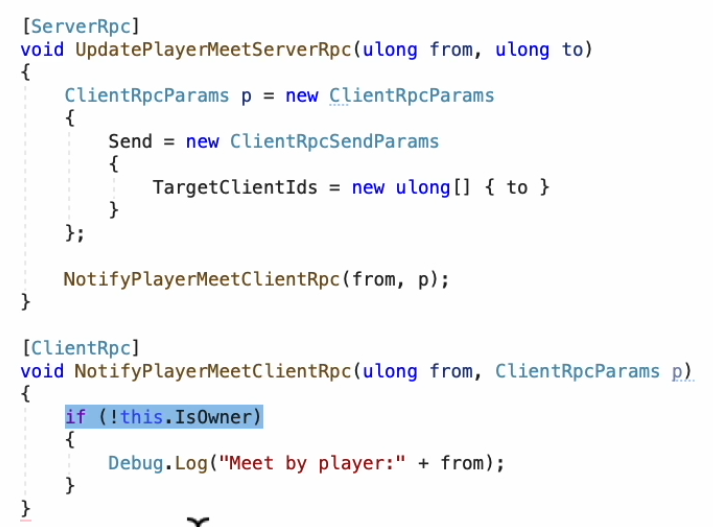 [ServerRpc]
void UpdatePlayerMeetServerRpc(ulong from, ulong to)
{
    ClientRpcParams p = new ClientRpcParams
    {
        Send = new ClientRpcSendParams
        {
            TargetClientIds = new ulong[] { to }
        }
    };

    NotifyPlayerMeetClientRpc(from, p);
}

[ClientRpc]
void NotifyPlayerMeetClientRpc(ulong from, ClientRpcParams p)
{
    if (!this.IsOwner)
    {
        Debug.Log("Meet by player:" + from);
    }
}